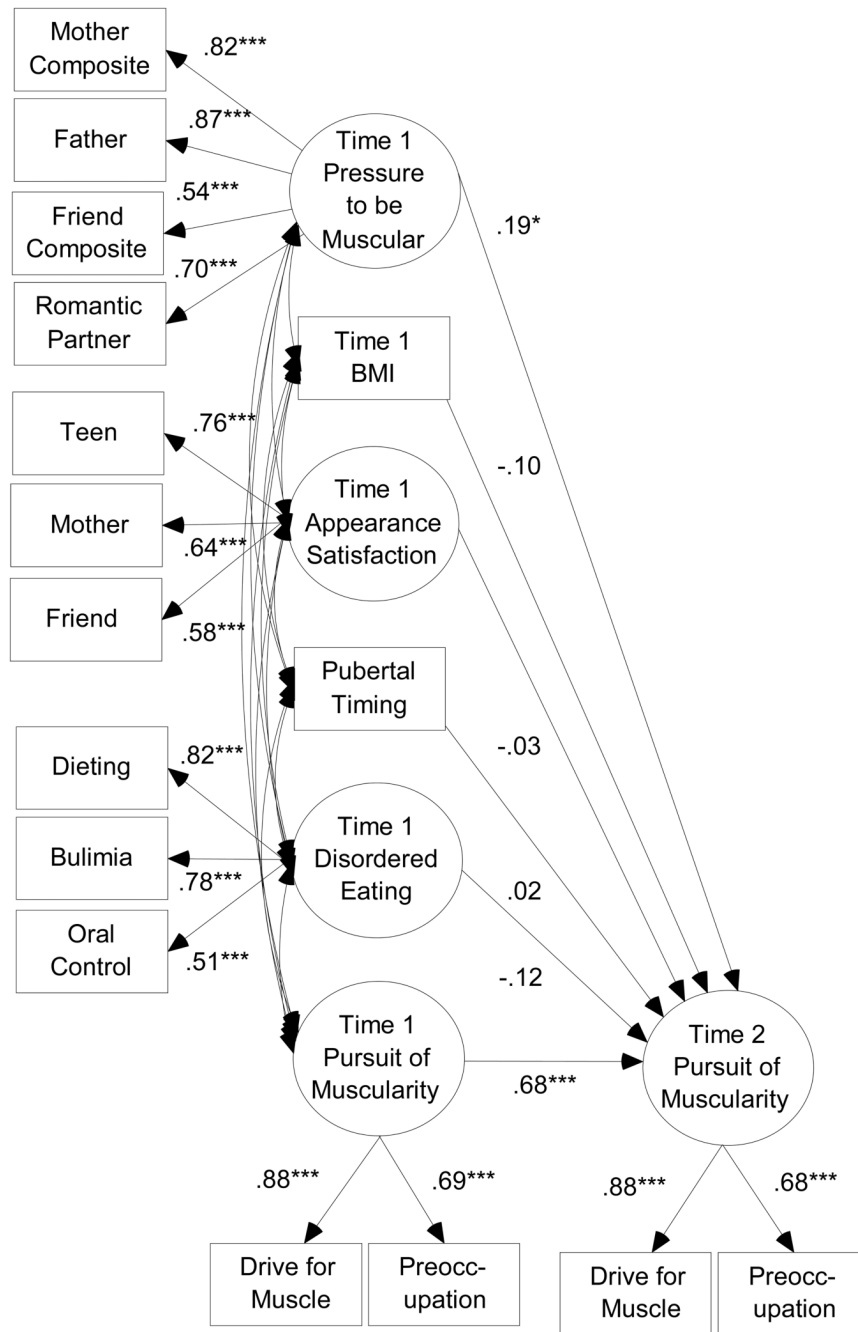 Mother
Composite
.82***
Father
.87***
Friend
Composite
.54***
Romantic
Partner
.70***
Time 1
Pressure
to be
Muscular
.19*
Time 1
BMI
-.10
Teen
.76***
Mother
.64***
Friend
.58***
Time 1
Appearance
Satisfaction
Pubertal
Timing
-.03
Dieting
.82***
Bulimia
.78***
Oral
Control
.51***
Time 1
Disordered
Eating
.02
-.12
Time 1
Pursuit of
Muscularity
.68***
Time 2
Pursuit of
Muscularity
.88***
.69***
Drive for
Muscle
Preocc-
upation
.88***
.68***
Drive for
Muscle
Preocc-
upation